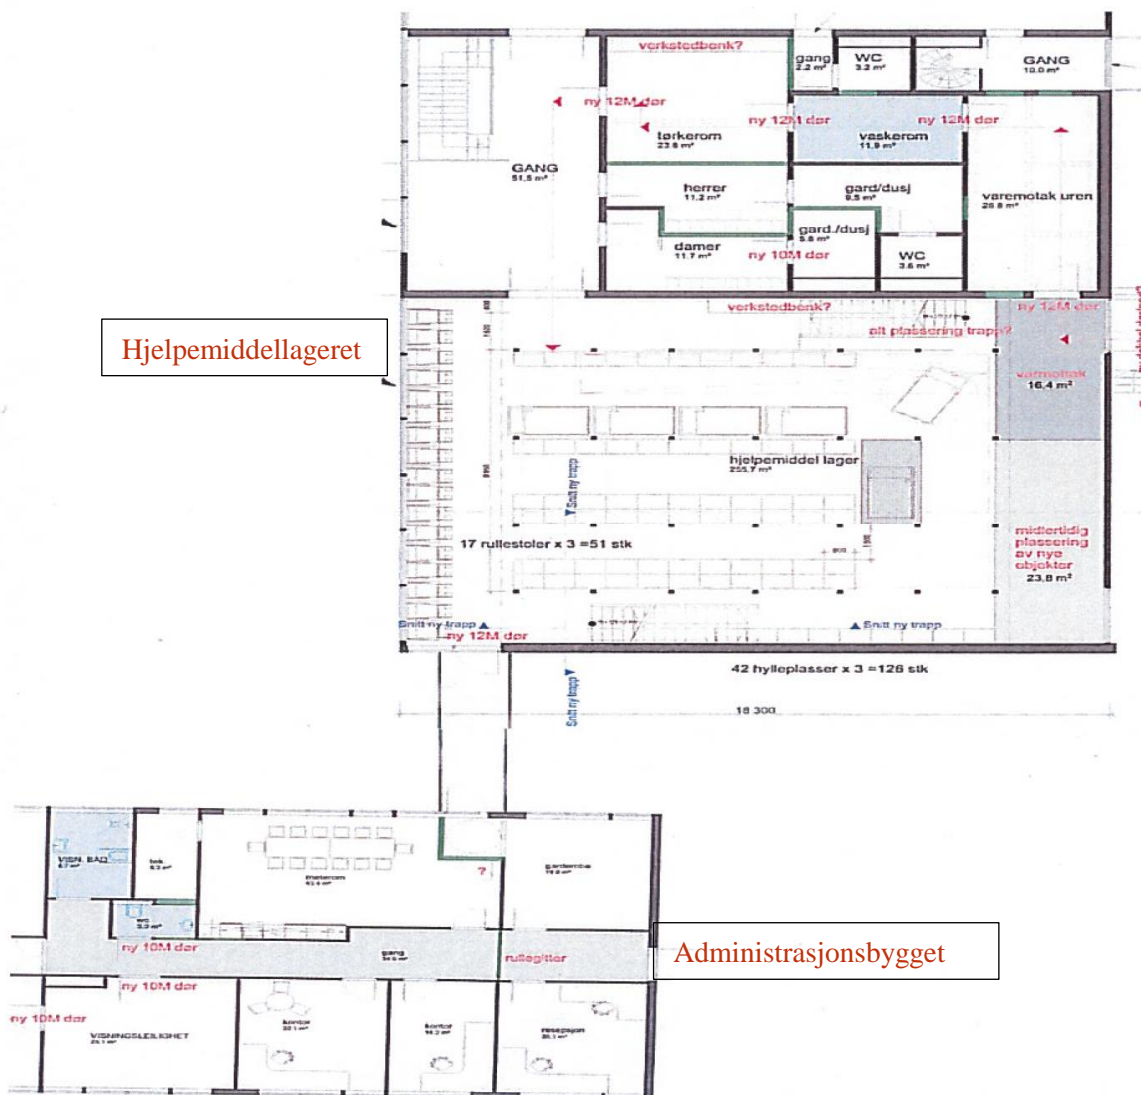 verkstedbenk?
gang
2.2 m²
WC
3.2 m²
GANG
10.0 m²
ny 12M dør
ny 12M dør
ny 12M dør
tørkerom
23.8 m²
vaskerom
11,9 m²
GANG
51,5 m²
herrer
11.2 m²
gard/dusj
9.5 m²
varemotak uren
damer
11.7 m²
gard./dusj
5.8 m²
ny 10M dør
WC
3.6 m²
verkstedbenk?
ny 12M dør
alt plassering trapp?
Hjelpemiddellageret
varmottak
16,4 m²
hjelpemiddel lager
255,7 m²
Snitt ny trapp
17 rullestoler x 3 =51 stk
midlertidig
plassering
av nye
objekter
23,8 m²
Snitt ny trapp
ny 12M dør
Snitt ny trapp
42 hylleplasser x 3 =126 stk
Snitt ny trapp
18 300
VISN. BAD
møterom
garderobe
?
WC
ny 10M dør
gang
rullegitter
Administrasjonsbygget
ny 10M dør
ny 10M dør
VISNINGSLEILIGHET
kontor
kontor
resepsjon